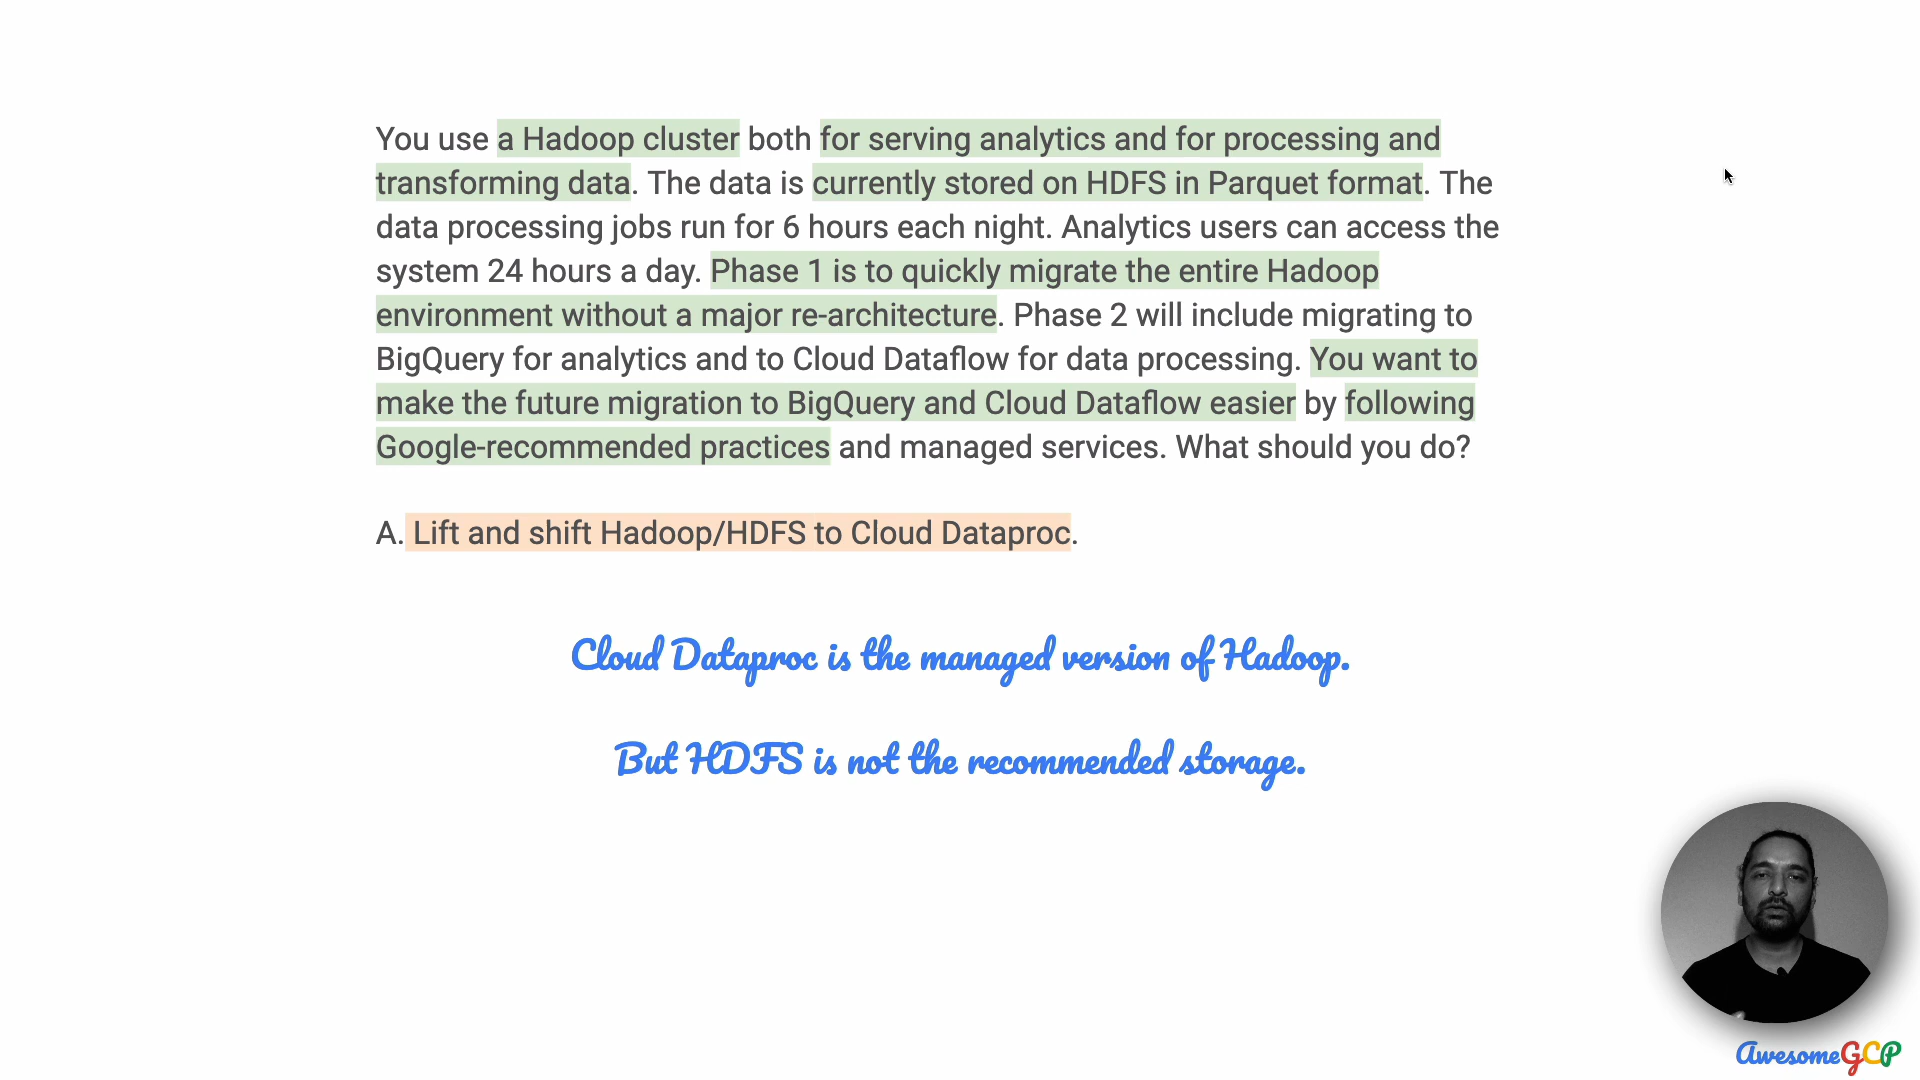 You use a Hadoop cluster both for serving analytics and for processing and
transforming data. The data is currently stored on HDFS in Parquet format. The
data processing jobs run for 6 hours each night. Analytics users can access the
system 24 hours a day. Phase 1 is to quickly migrate the entire Hadoop
environment without a major re-architecture. Phase 2 will include migrating to
BigQuery for analytics and to Cloud Dataflow for data processing. You want to
make the future migration to BigQuery and Cloud Dataflow easier by following
Google-recommended practices and managed services. What should you do?
A. Lift and shift Hadoop/HDFS to Cloud Dataproc.
Cloud Dataproc is the managed version of Hadoop.
But HDFS is not the recommended storage.
AwesomeGCP